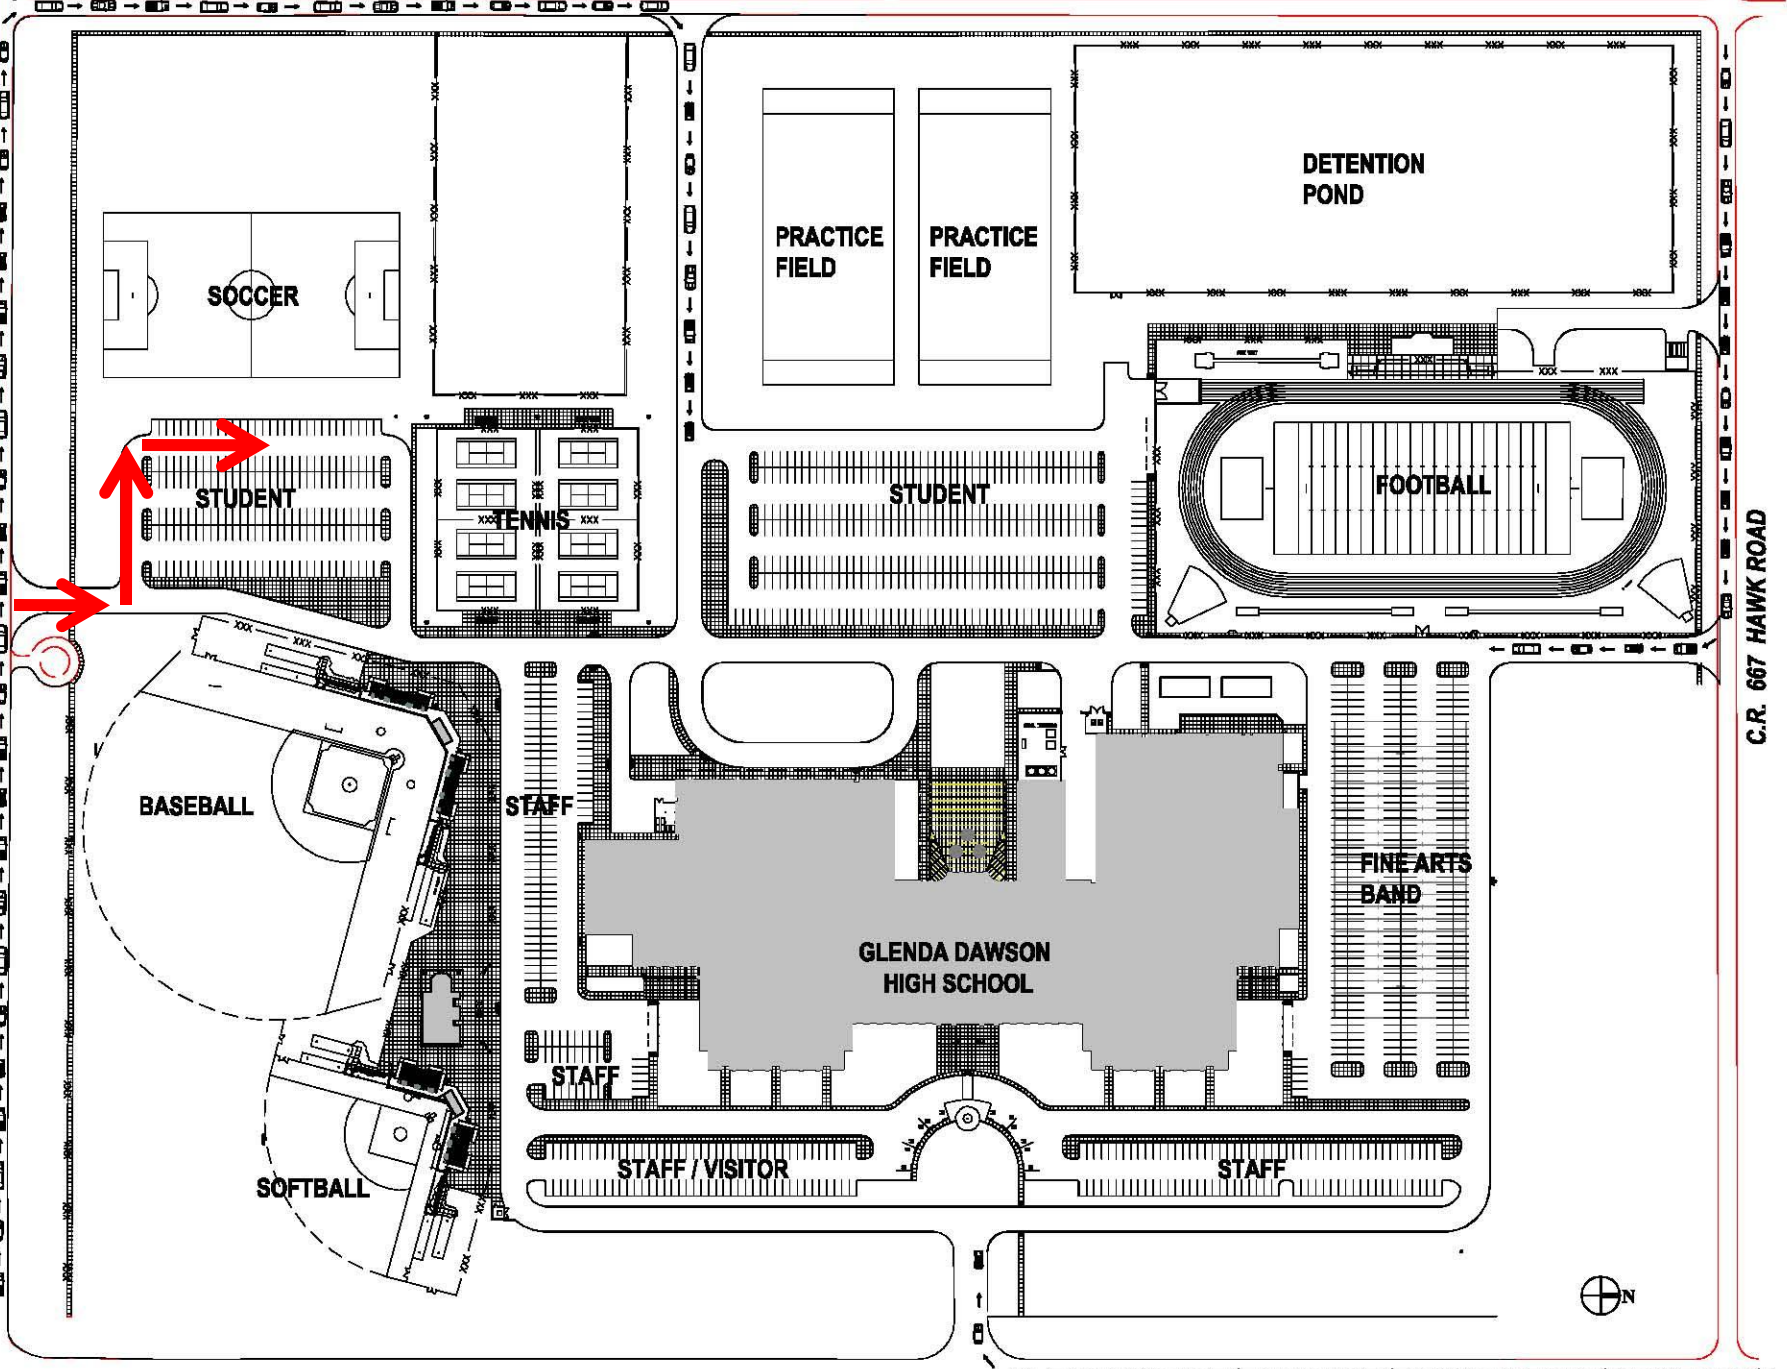 DETENTION
POND
PRACTICE
FIELD
PRACTICE
FIELD
SOCCER
STUDENT
STUDENT
FOOTBALL
TENNIS
C.R. 667 HAWK ROAD
BASEBALL
STAFF
FINE ARTS
BAND
GLENDA DAWSON
HIGH SCHOOL
STAFF
STAFF / VISITOR
STAFF
SOFTBALL
N